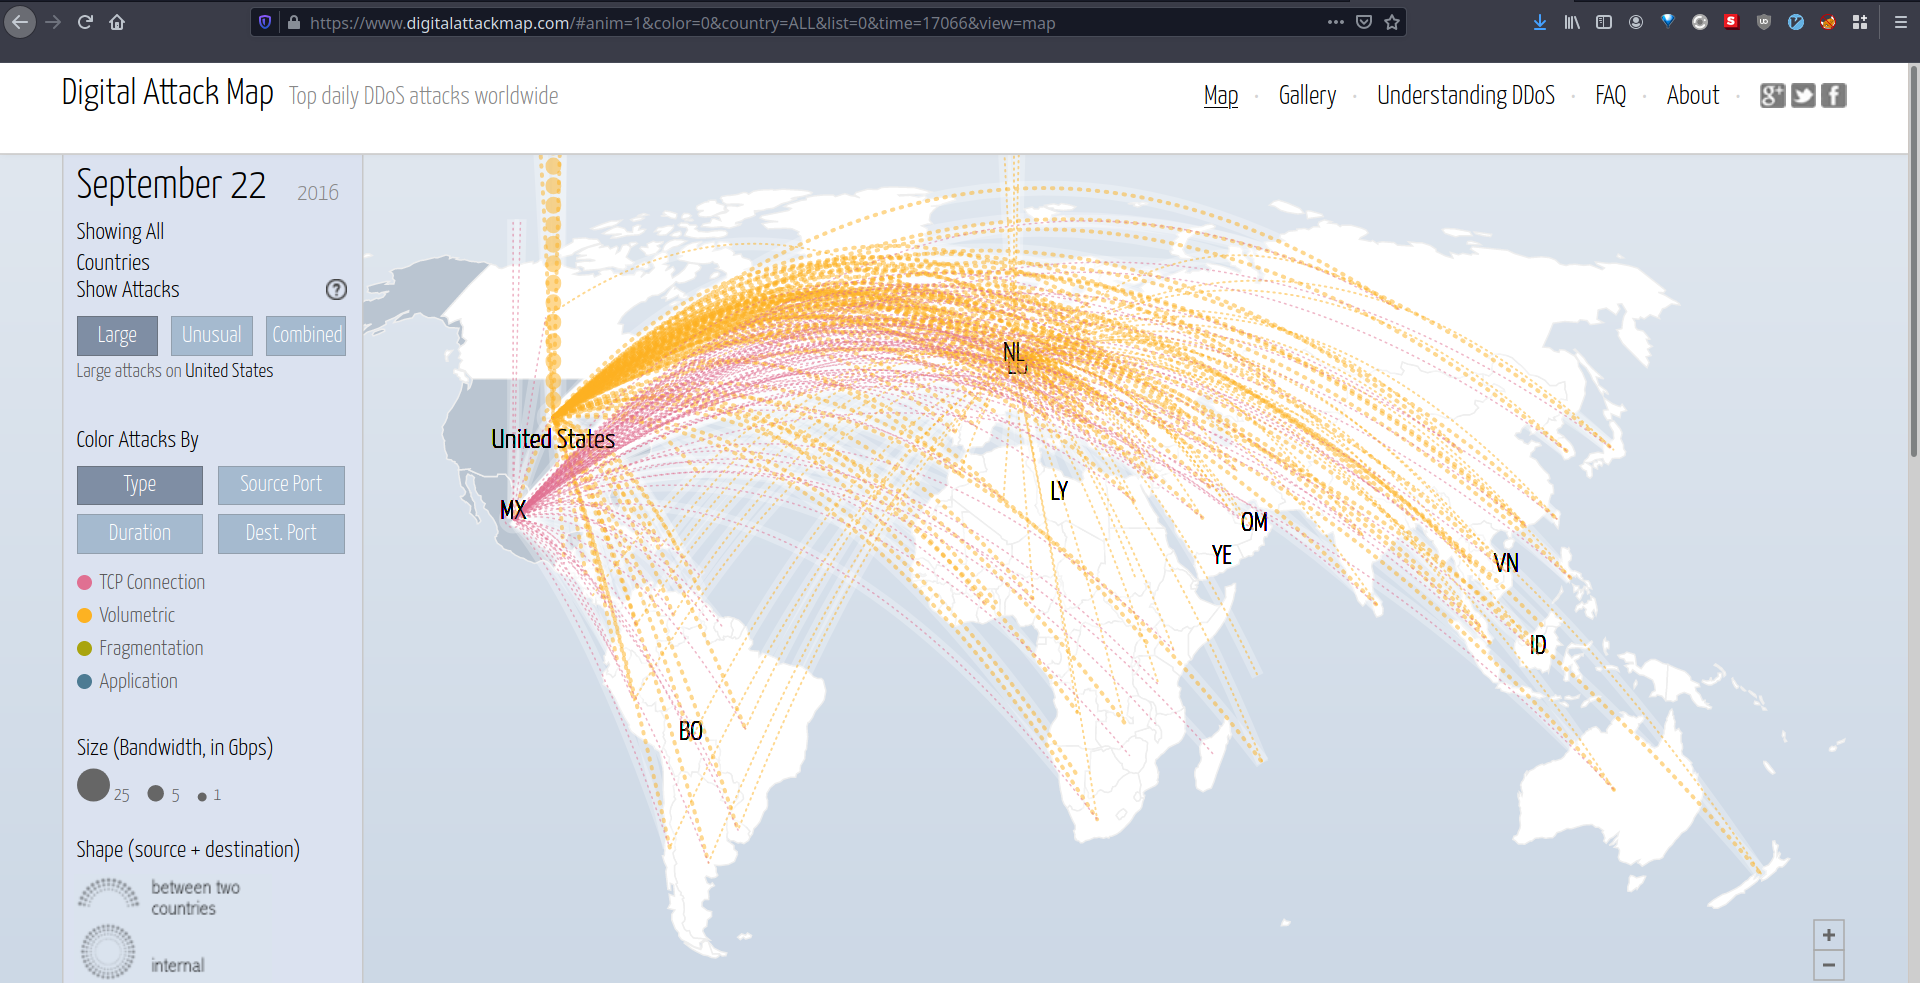 https://www.digitalattackmap.com/#anim=1&color=0&country=ALL&list=0&time=17066&view=map
Digital Attack Map Top daily DDoS attacks worldwide
Map · Gallery · Understanding DDoS · FAQ · About ·
September 22 2016
Showing All
Countries
Show Attacks ?
Large Unusual Combined
Large attacks on United States
Color Attacks By
Type Source Port
Duration Dest. Port
TCP Connection
Volumetric
Fragmentation
Application
Size (Bandwidth, in Gbps)
25 5 1
Shape (source + destination)
between two
countries
internal
NL
United States
MX
LY
OM
YE
VN
ID
BO
+
−